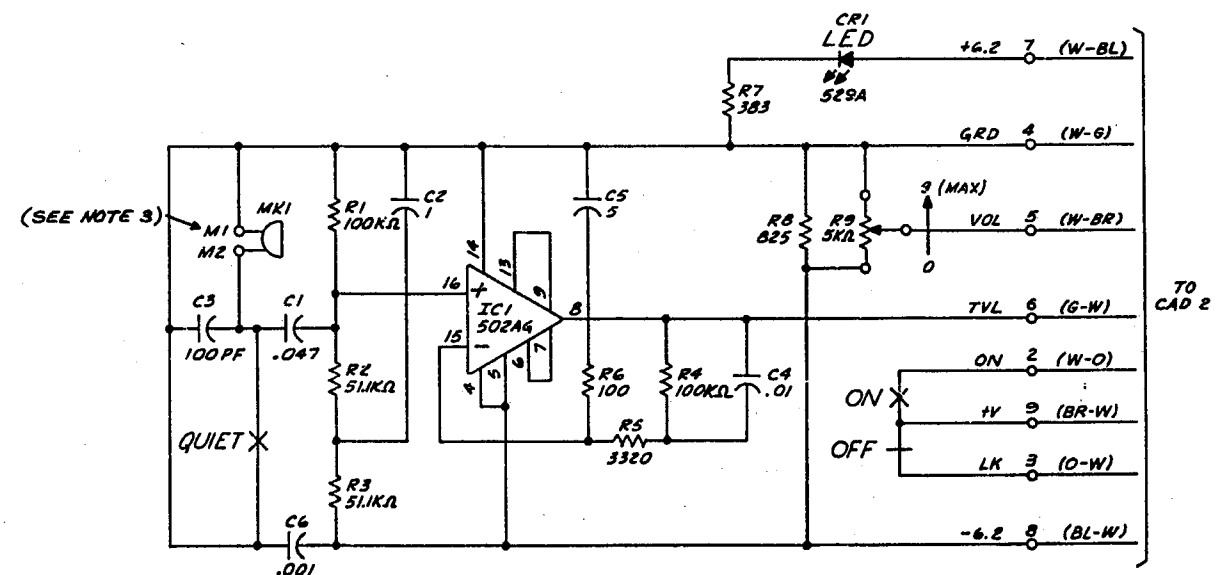 CR1
LED
529A
+6.2 7 (W-BL)
R7
383
GRD 4 (W-G)
(SEE NOTE 3)
MK1
M1
M2
R1
100KΩ
C2
1
C5
5
R8
825
R9
5KΩ
9 (MAX)
VOL 5 (W-BR)
0
14
13
9
16
+
IC1
502AG
8
15
–
6
7
4
5
C3
100PF
C1
.047
TVL 6 (G-W)
TO
CAD 2
R2
51.1KΩ
R6
100
R4
100KΩ
C4
.01
ON 2 (W-O)
ON
+V 9 (BR-W)
QUIET
R5
3320
OFF
LK 3 (O-W)
R3
51.1KΩ
C6
.001
-6.2 8 (BL-W)